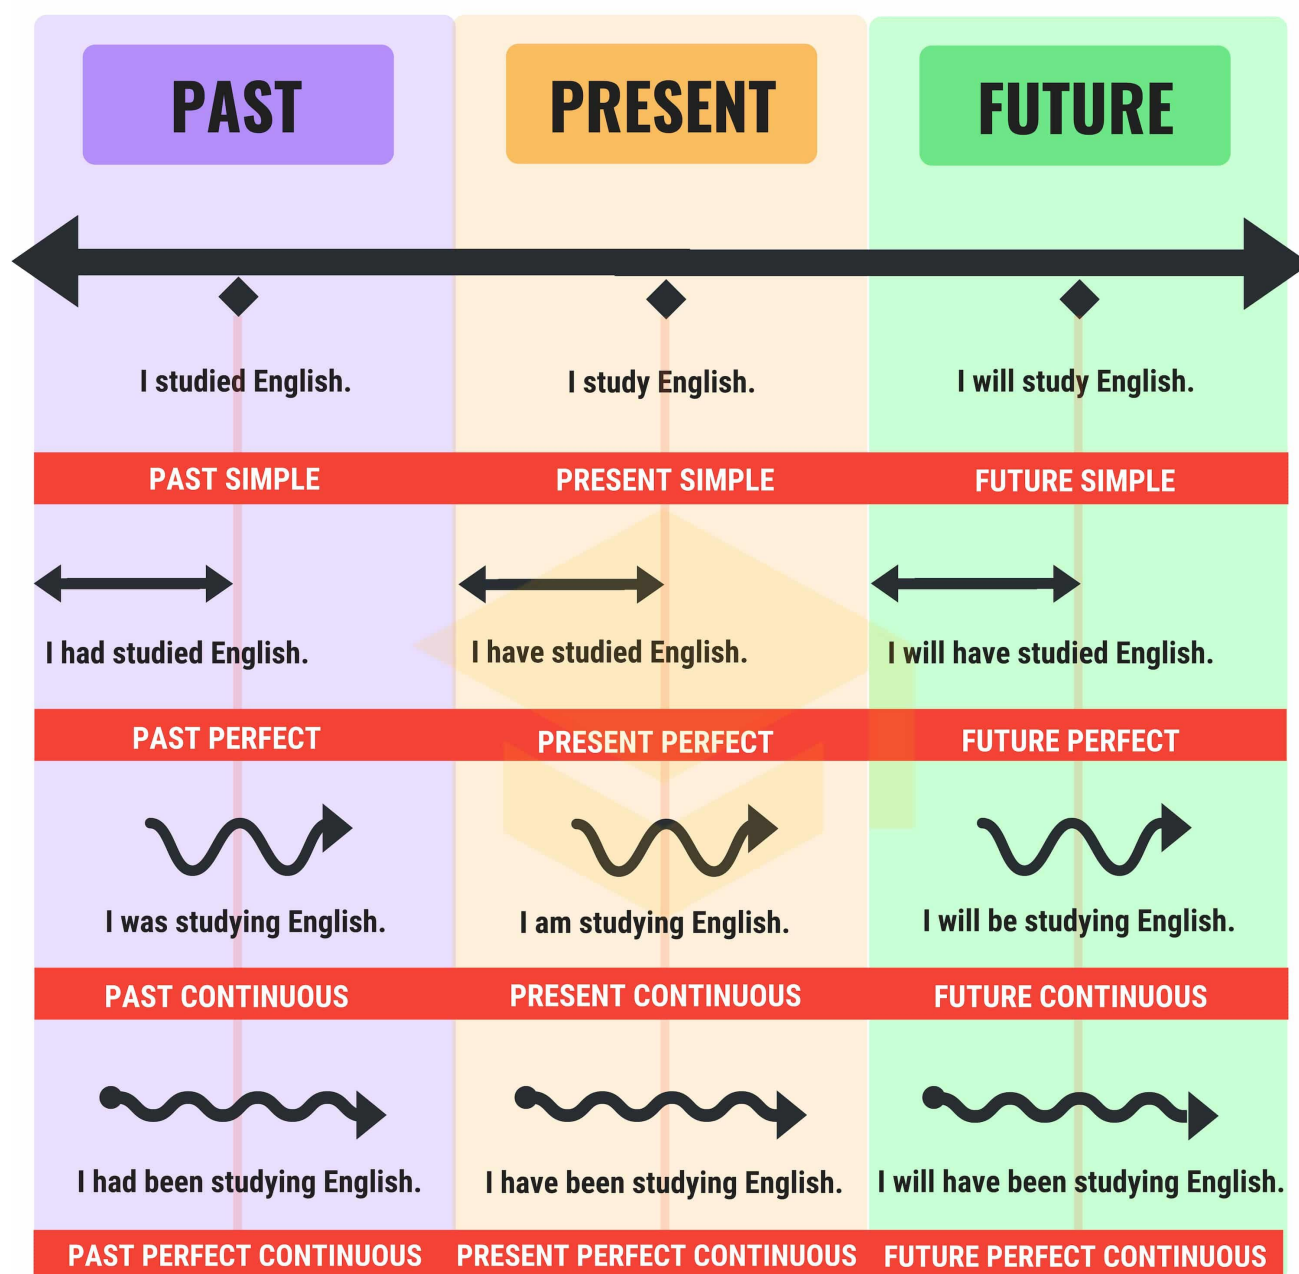 PAST
PRESENT
FUTURE
I studied English.
I study English.
I will study English.
PAST SIMPLE
PRESENT SIMPLE
FUTURE SIMPLE
I had studied English.
I have studied English.
I will have studied English.
PAST PERFECT
PRESENT PERFECT
FUTURE PERFECT
I was studying English.
I am studying English.
I will be studying English.
PAST CONTINUOUS
PRESENT CONTINUOUS
FUTURE CONTINUOUS
I had been studying English.
I have been studying English.
I will have been studying English.
PAST PERFECT CONTINUOUS
PRESENT PERFECT CONTINUOUS
FUTURE PERFECT CONTINUOUS